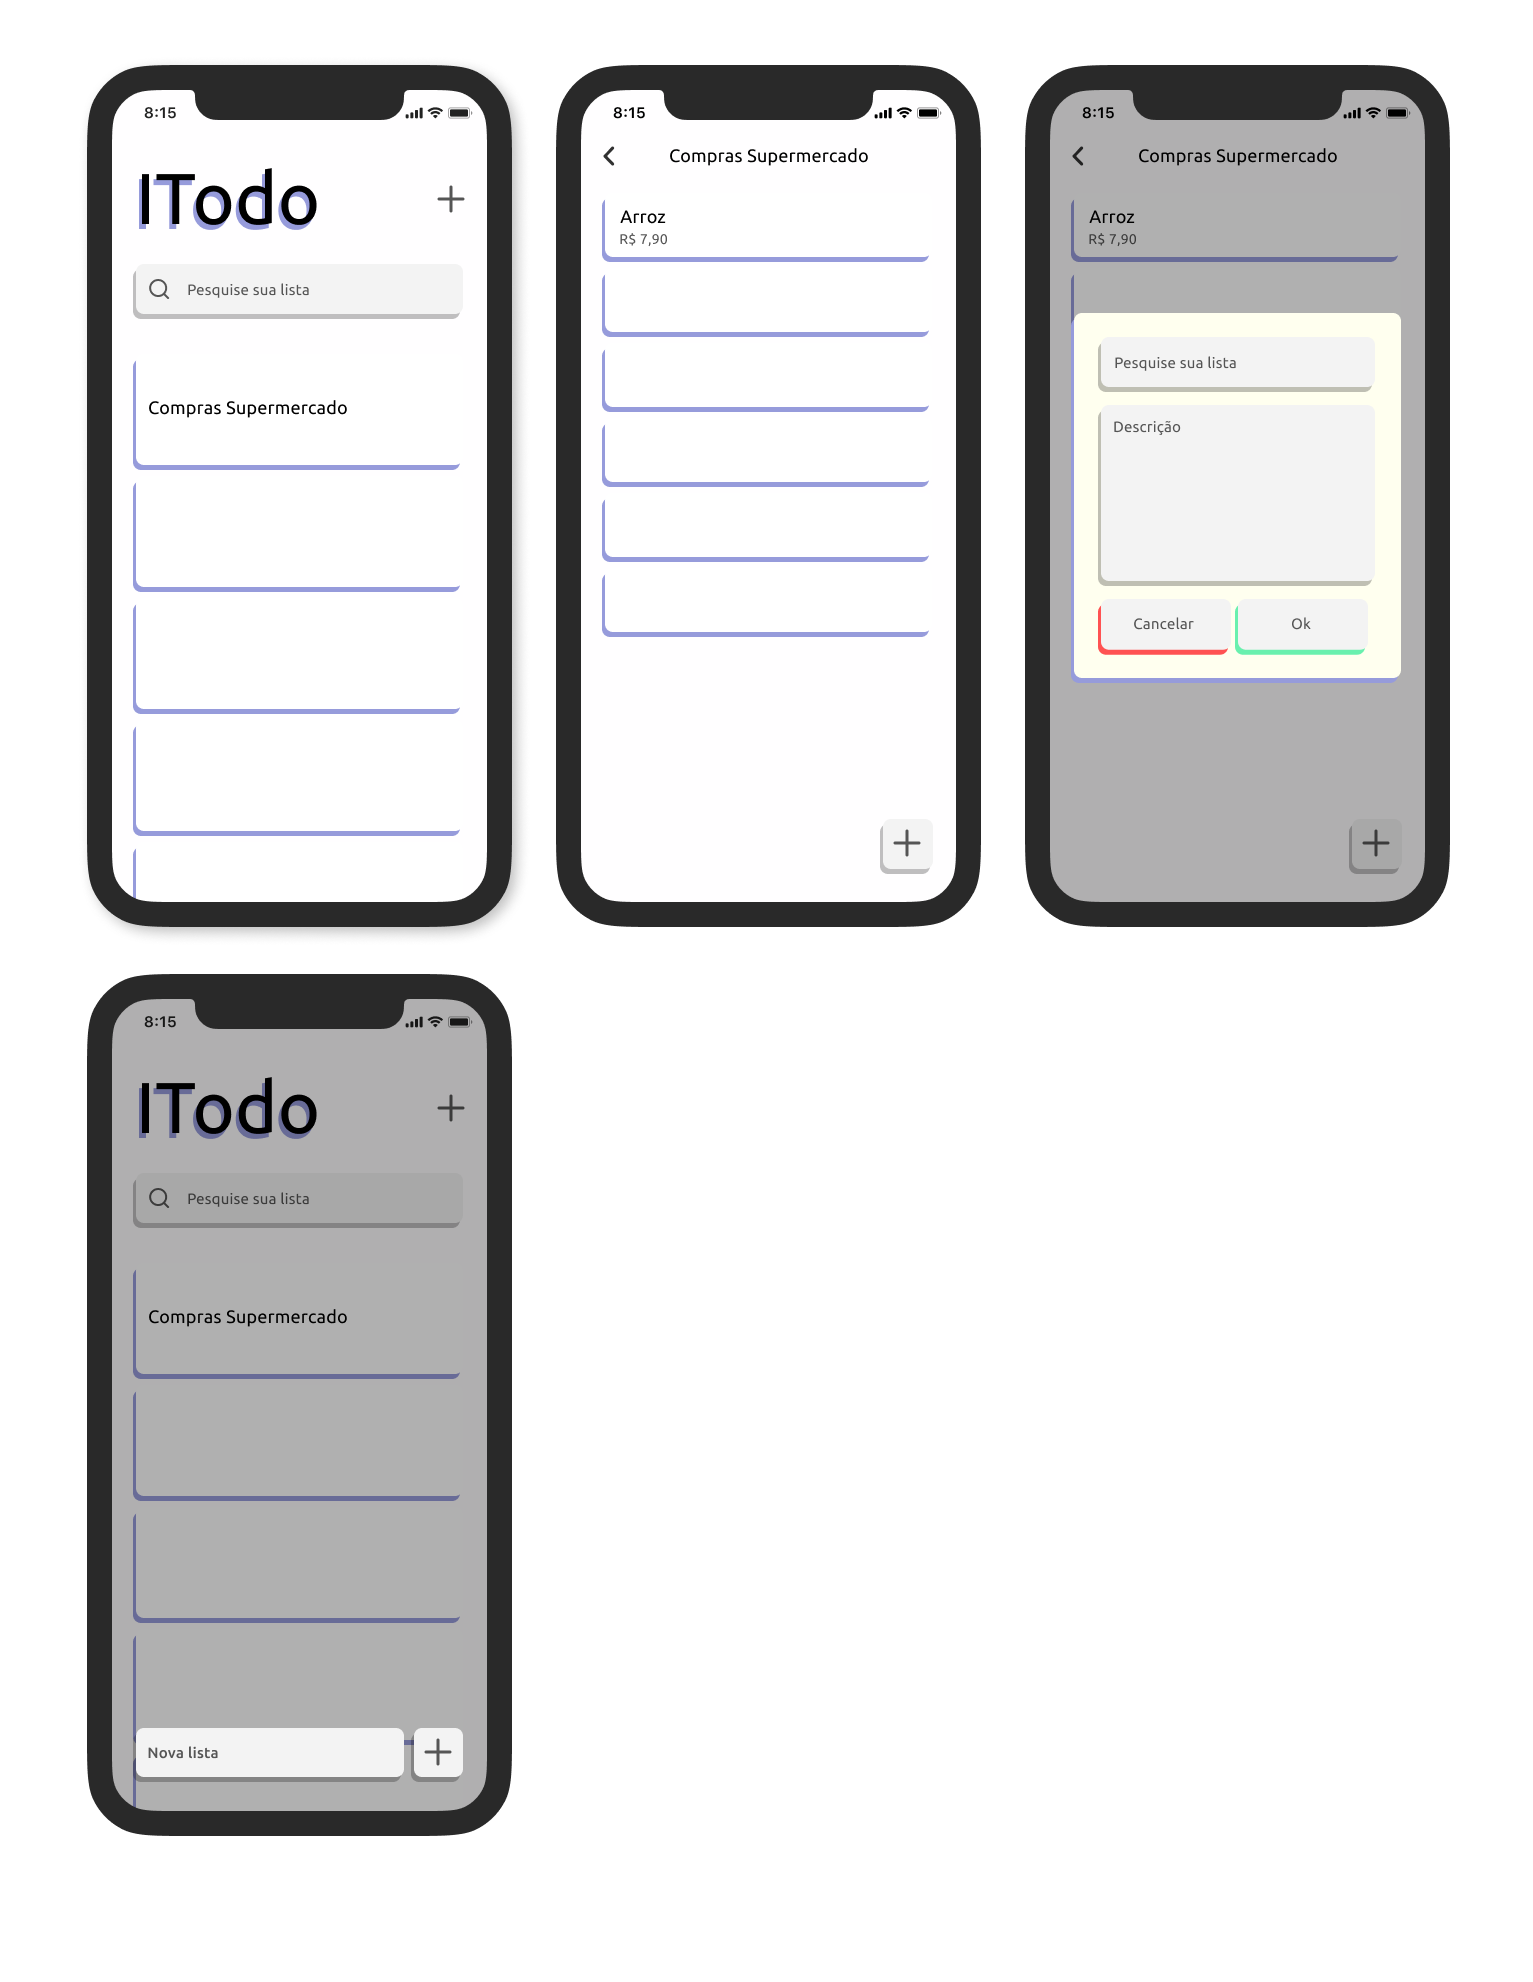 8:15
ITodo
Pesquise sua lista
Compras Supermercado
8:15
Compras Supermercado
Arroz
R$ 7,90
8:15
Compras Supermercado
Arroz
R$ 7,90
Pesquise sua lista
Descrição
Cancelar Ok
8:15
ITodo
Pesquise sua lista
Compras Supermercado
Nova lista